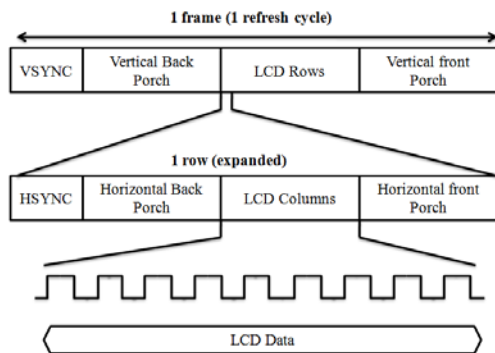 1 frame (1 refresh cycle)
VSYNC
Vertical Back
Porch
LCD Rows
Vertical front
Porch
1 row (expanded)
HSYNC
Horizontal Back
Porch
LCD Columns
Horizontal front
Porch
LCD Data